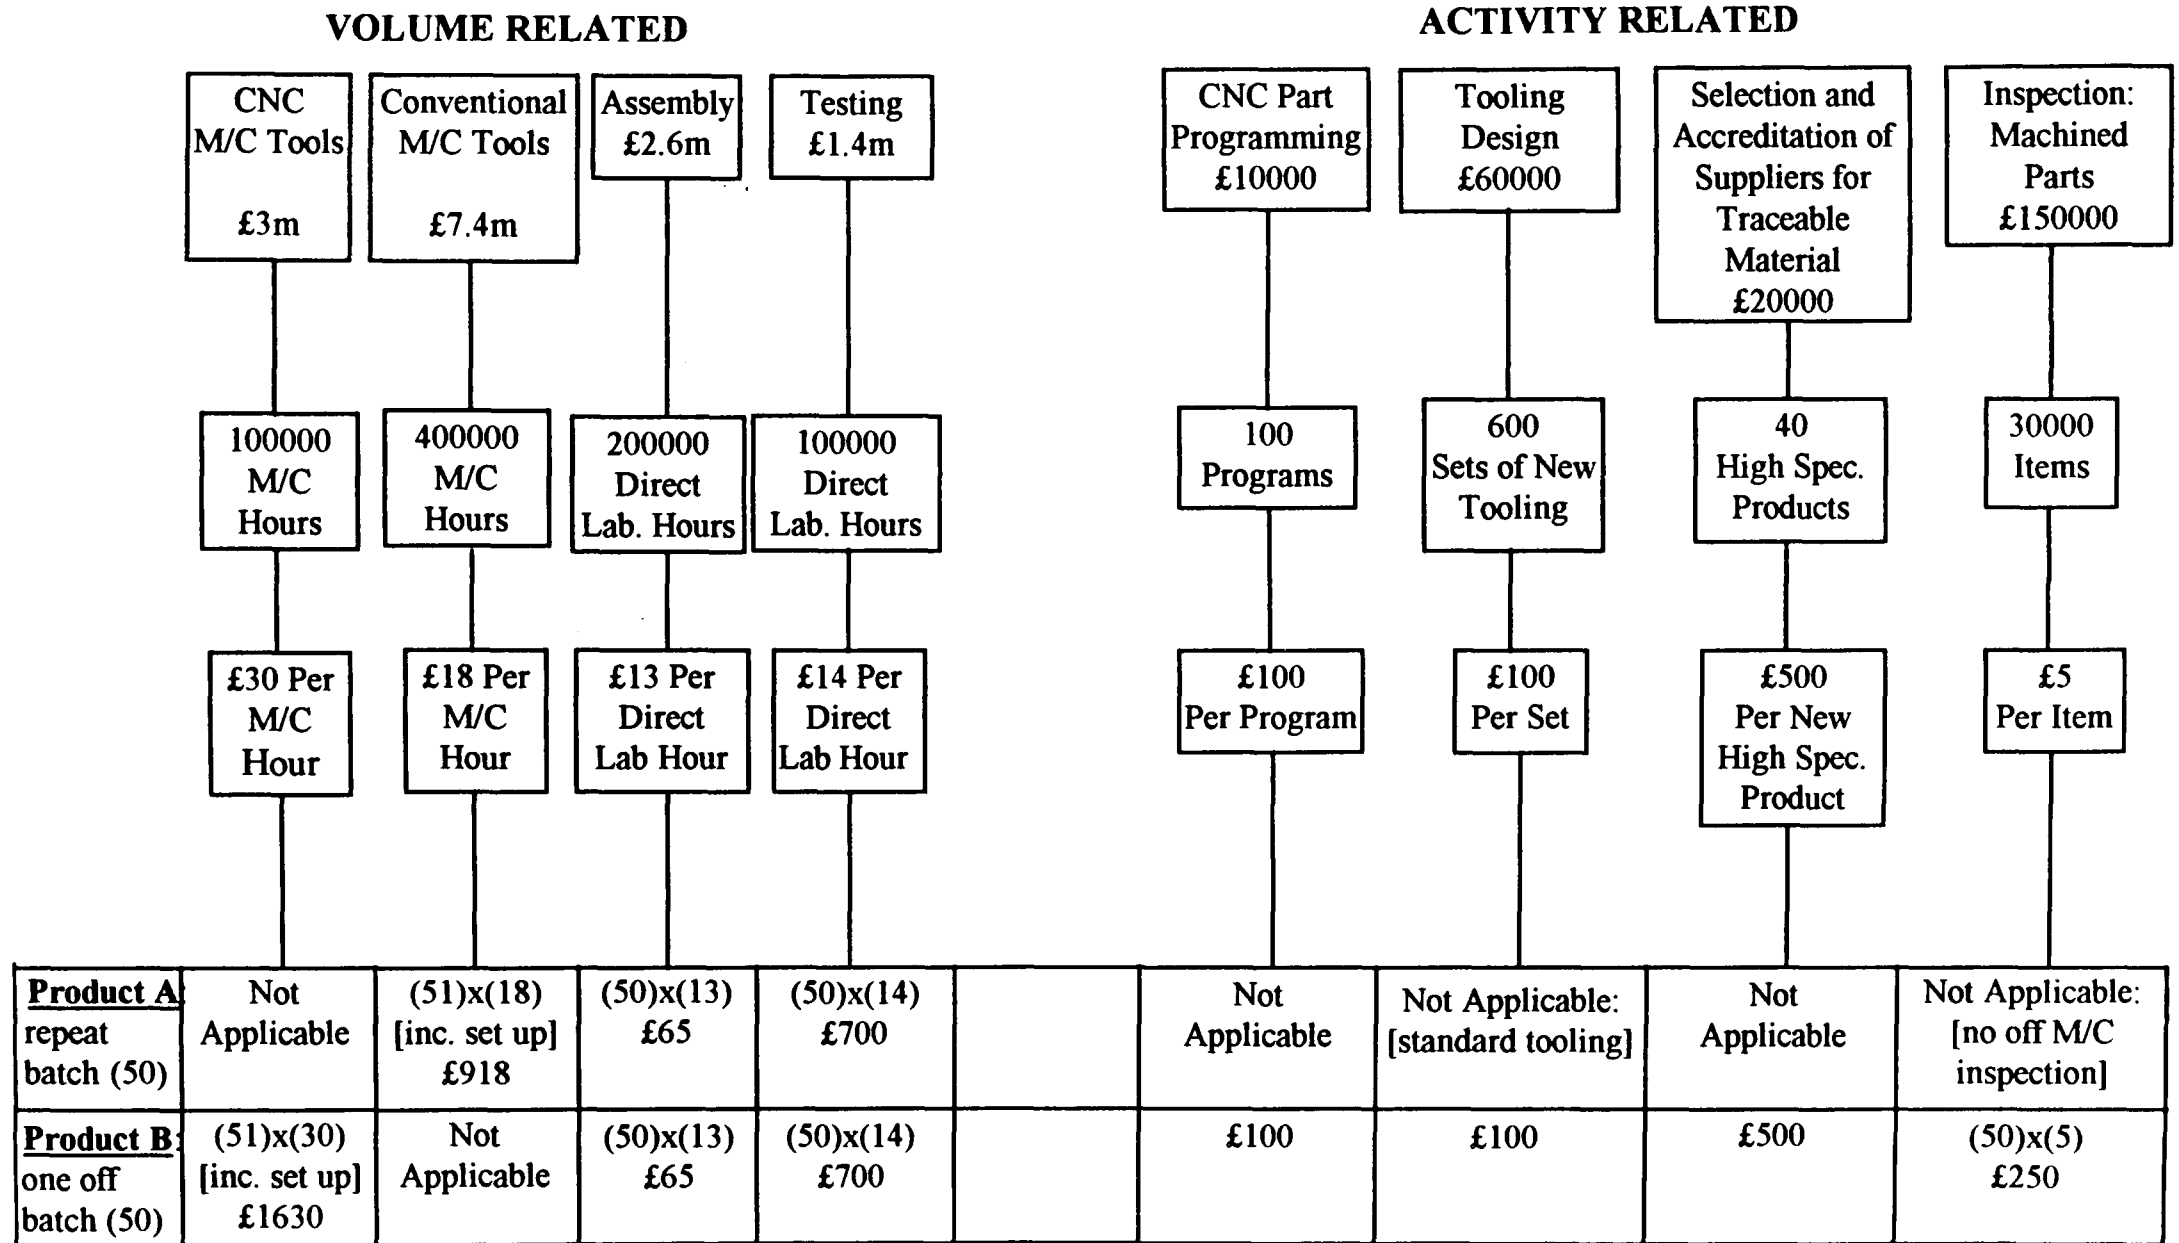 VOLUME RELATED
ACTIVITY RELATED
CNC
M/C Tools
£3m
Conventional
M/C Tools
£7.4m
Assembly
£2.6m
Testing
£1.4m
CNC Part
Programming
£10000
Tooling
Design
£60000
Selection and
Accreditation of
Suppliers for
Traceable
Material
£20000
Inspection:
Machined
Parts
£150000
100000
M/C
Hours
400000
M/C
Hours
200000
Direct
Lab. Hours
100000
Direct
Lab. Hours
100
Programs
600
Sets of New
Tooling
40
High Spec.
Products
30000
Items
£30 Per
M/C
Hour
£18 Per
M/C
Hour
£13 Per
Direct
Lab Hour
£14 Per
Direct
Lab Hour
£100
Per Program
£100
Per Set
£500
Per New
High Spec.
Product
£5
Per Item
Product A
repeat
batch (50)
Not
Applicable
(51)x(18)
[inc. set up]
£918
(50)x(13)
£65
(50)x(14)
£700
Not
Applicable
Not Applicable:
[standard tooling]
Not
Applicable
Not Applicable:
[no off M/C
inspection]
Product B:
one off
batch (50)
(51)x(30)
[inc. set up]
£1630
Not
Applicable
(50)x(13)
£65
(50)x(14)
£700
£100
£100
£500
(50)x(5)
£250